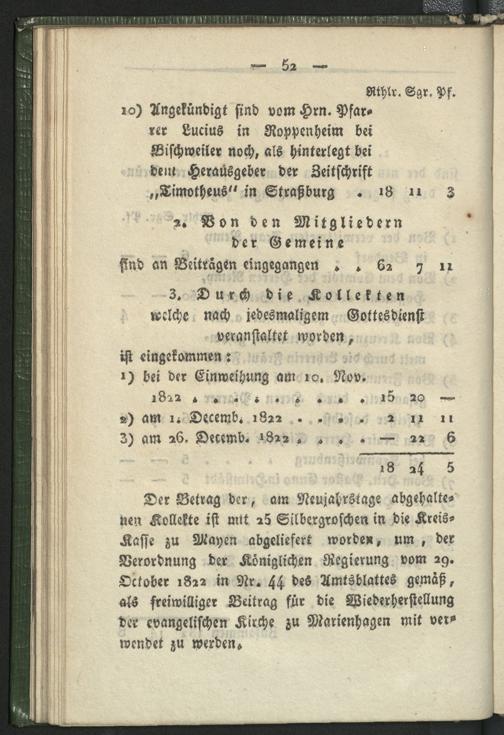 — 52 —
Rthlr. Sgr. Pf.
10) Angekündigt sind vom Hrn. Pfar-
rer Lucius in Roppenheim bei
Bischweiler noch, als hinterlegt bei
dem Herausgeber der Zeitschrift
„Timotheus“ in Straßburg . 18 11 3
2. Von den Mitgliedern
der Gemeine
sind an Beiträgen eingegangen . . 62 7 11
3. Durch die Kollekten
welche nach jedesmaligem Gottesdienst
veranstaltet worden,
ist eingekommen:
1) bei der Einweihung am 10. Nov.
1822 . . . . . . . . . . 15 20 —
2) am 1. Decemb. 1822 . . . . 2 11 11
3) am 26. Decemb. 1822 . . . . — 22 6
18 24 5
Der Betrag der, am Neujahrstage abgehalte-
nen Kollekte ist mit 25 Silbergroschen in die Kreis-
Kasse zu Mayen abgeliefert worden, um, der
Verordnung der Königlichen Regierung vom 29.
October 1822 in Nr. 44 des Amtsblattes gemäß,
als freiwilliger Beitrag für die Wiederherstellung
der evangelischen Kirche zu Marienhagen mit ver-
wendet zu werden.